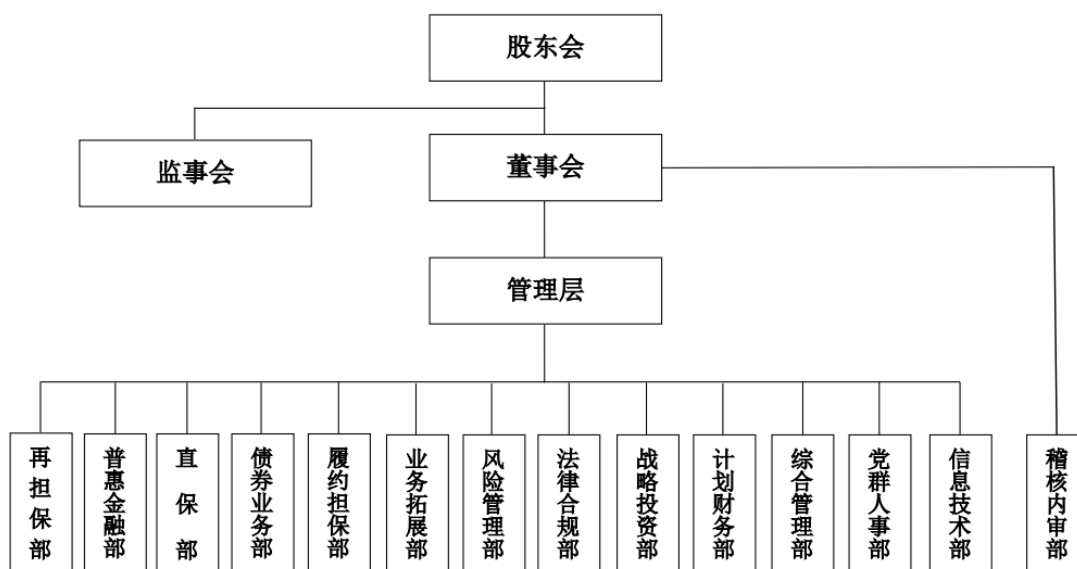 股东会
监事会
董事会
管理层
再担保部
普惠金融部
直保部
债券业务部
履约担保部
业务拓展部
风险管理部
法律合规部
战略投资部
计划财务部
综合管理部
党群人事部
信息技术部
稽核内审部